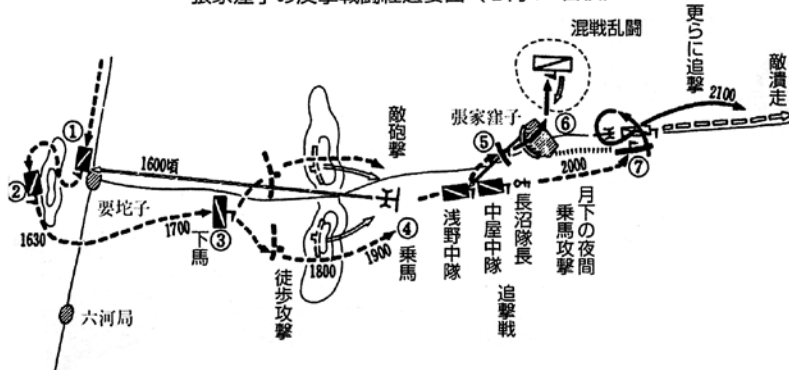 混戦乱闘
更らに追撃
敵潰走
2100
張家窪子
⑥
⑤
敵砲撃
①
1600頃
②
要坨子
1630
1700
下馬
③
徒歩攻撃
1800
1900
④
乗馬
浅野中隊
中屋中隊
長沼隊長
追撃戦
2000
⑦
月下の夜間
乗馬攻撃
六河局